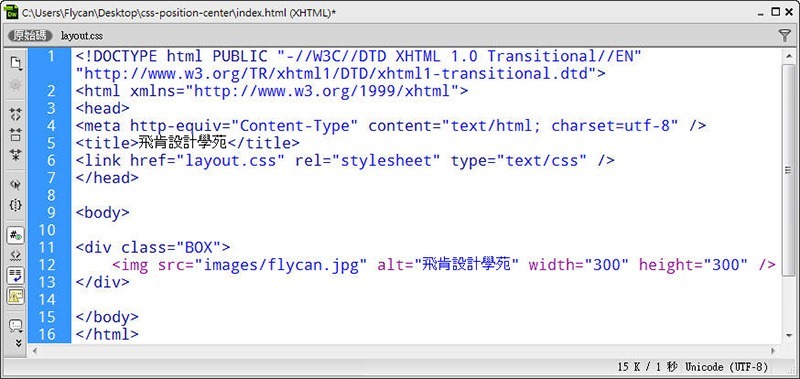 C:\Users\Flycan\Desktop\css-position-center\index.html (XHTML)*
原始碼 layout.css
1 <!DOCTYPE html PUBLIC "-//W3C//DTD XHTML 1.0 Transitional//EN"
"http://www.w3.org/TR/xhtml1/DTD/xhtml1-transitional.dtd">
2 <html xmlns="http://www.w3.org/1999/xhtml">
3 <head>
4 <meta http-equiv="Content-Type" content="text/html; charset=utf-8" />
5 <title>飛肯設計學苑</title>
6 <link href="layout.css" rel="stylesheet" type="text/css" />
7 </head>
8
9 <body>
10
11 <div class="BOX">
12 <img src="images/flycan.jpg" alt="飛肯設計學苑" width="300" height="300" />
13 </div>
14
15 </body>
16 </html>
15 K / 1 秒 Unicode (UTF-8)